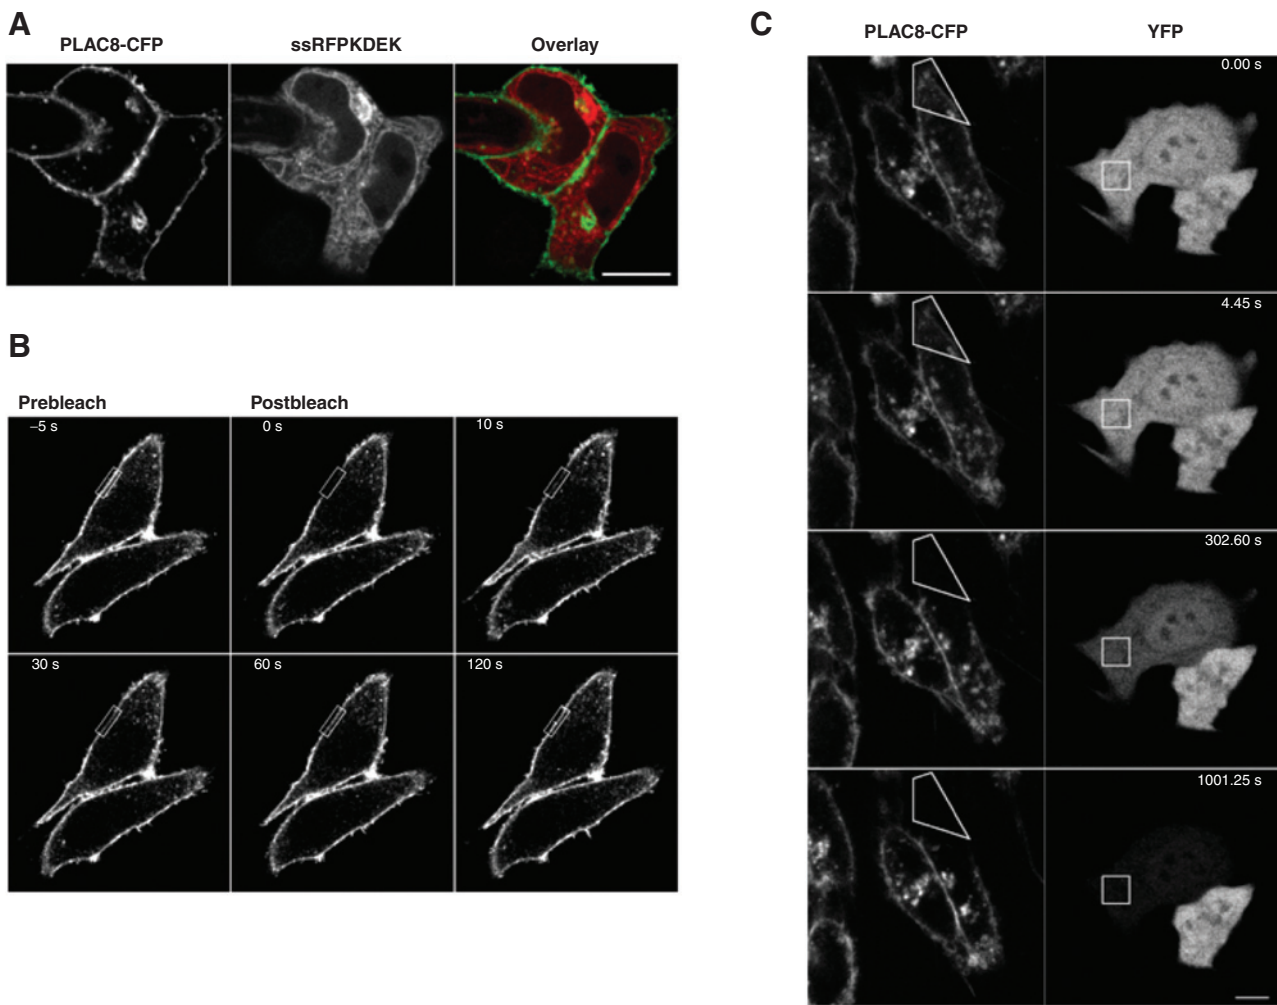 A
PLAC8-CFP
ssRFPKDEK
Overlay
B
Prebleach
Postbleach
–5 s
0 s
10 s
30 s
60 s
120 s
C
PLAC8-CFP
YFP
0.00 s
4.45 s
302.60 s
1001.25 s